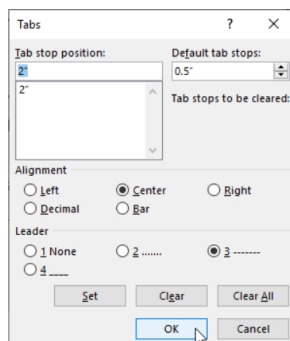 Tabs ? ×
Tab stop position: Default tab stops:
2" 0.5"
2" Tab stops to be cleared:
Alignment
Left Center Right
Decimal Bar
Leader
1 None 2 ....... 3 -------
4 ____
Set Clear Clear All
OK Cancel